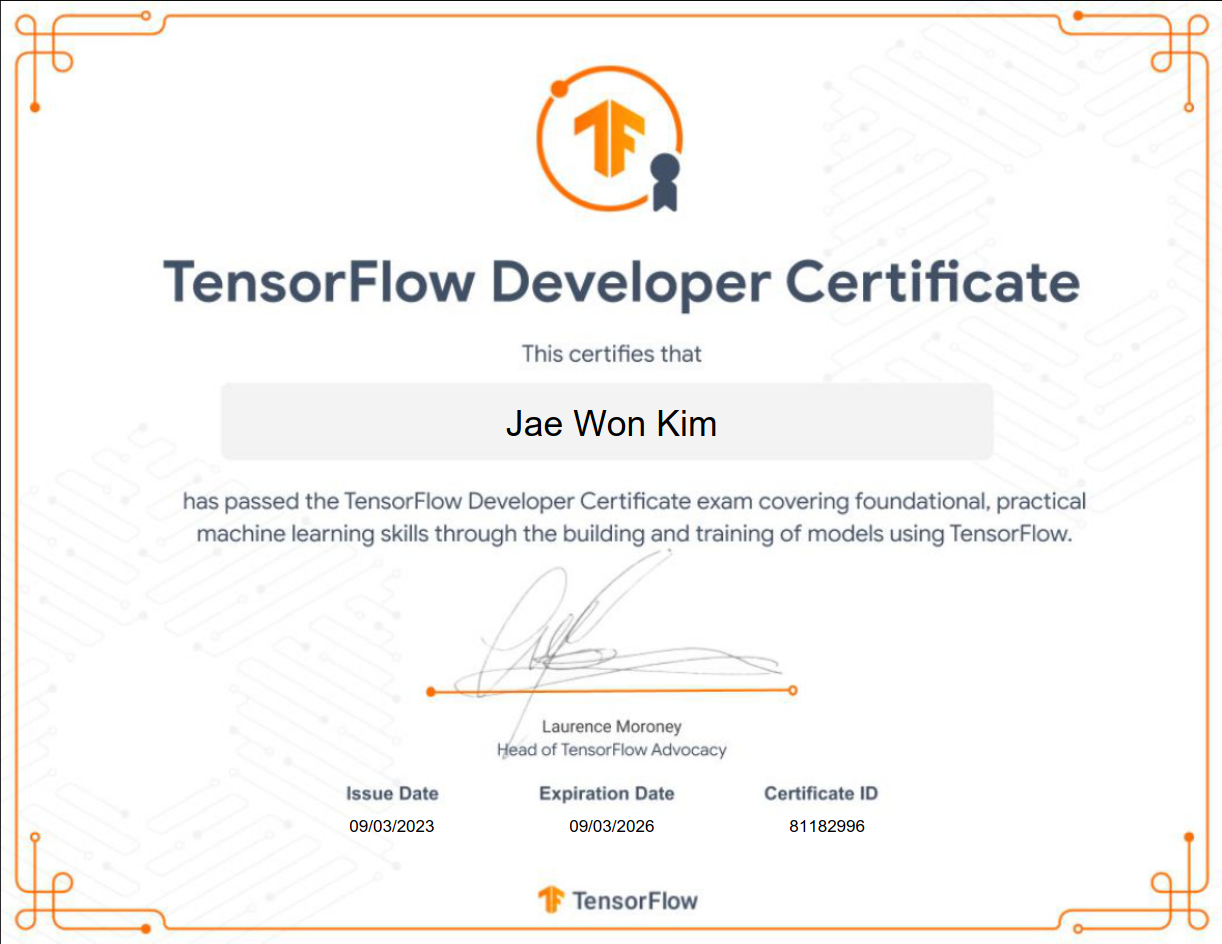 TensorFlow Developer Certificate
This certifies that
Jae Won Kim
has passed the TensorFlow Developer Certificate exam covering foundational, practical
machine learning skills through the building and training of models using TensorFlow.
Laurence Moroney
Head of TensorFlow Advocacy
Issue Date Expiration Date Certificate ID
09/03/2023 09/03/2026 81182996
TensorFlow